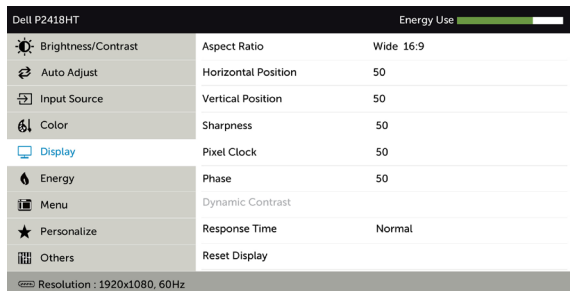 Dell P2418HT Energy Use
Brightness/Contrast Aspect Ratio Wide 16:9
Auto Adjust Horizontal Position 50
Input Source Vertical Position 50
Color Sharpness 50
Display Pixel Clock 50
Energy Phase 50
Menu Dynamic Contrast
Personalize Response Time Normal
Others Reset Display
Resolution : 1920x1080, 60Hz